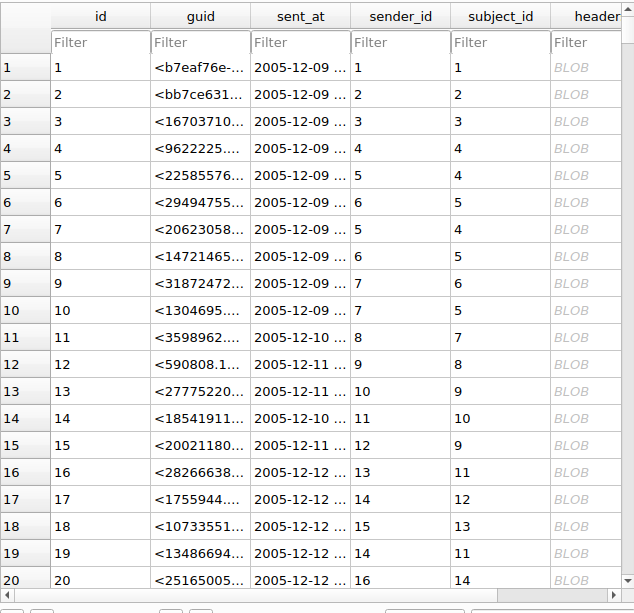 id guid sent_at sender_id subject_id header
Filter Filter Filter Filter Filter Filter
1 1 <b7eaf76e-... 2005-12-09 ... 1 1 BLOB
2 2 <bb7ce631... 2005-12-09 ... 2 2 BLOB
3 3 <16703710... 2005-12-09 ... 3 3 BLOB
4 4 <9622225.... 2005-12-09 ... 4 4 BLOB
5 5 <22585576... 2005-12-09 ... 5 4 BLOB
6 6 <29494755... 2005-12-09 ... 6 5 BLOB
7 7 <20623058... 2005-12-09 ... 5 4 BLOB
8 8 <14721465... 2005-12-09 ... 6 5 BLOB
9 9 <31872472... 2005-12-09 ... 7 6 BLOB
10 10 <1304695.... 2005-12-09 ... 7 5 BLOB
11 11 <3598962.... 2005-12-10 ... 8 7 BLOB
12 12 <590808.1... 2005-12-11 ... 9 8 BLOB
13 13 <27775220... 2005-12-11 ... 10 9 BLOB
14 14 <18541911... 2005-12-10 ... 11 10 BLOB
15 15 <20021180... 2005-12-11 ... 12 9 BLOB
16 16 <28266638... 2005-12-12 ... 13 11 BLOB
17 17 <1755944.... 2005-12-12 ... 14 12 BLOB
18 18 <10733551... 2005-12-12 ... 15 13 BLOB
19 19 <13486694... 2005-12-12 ... 14 11 BLOB
20 20 <25165005... 2005-12-12 ... 16 14 BLOB